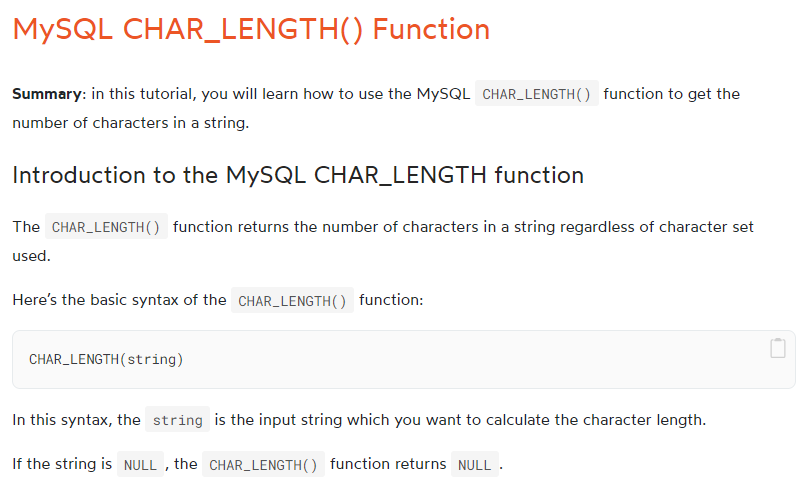 MySQL CHAR_LENGTH() Function
Summary: in this tutorial, you will learn how to use the MySQL CHAR_LENGTH() function to get the
number of characters in a string.
Introduction to the MySQL CHAR_LENGTH function
The CHAR_LENGTH() function returns the number of characters in a string regardless of character set
used.
Here’s the basic syntax of the CHAR_LENGTH() function:
CHAR_LENGTH(string)
In this syntax, the string is the input string which you want to calculate the character length.
If the string is NULL , the CHAR_LENGTH() function returns NULL .